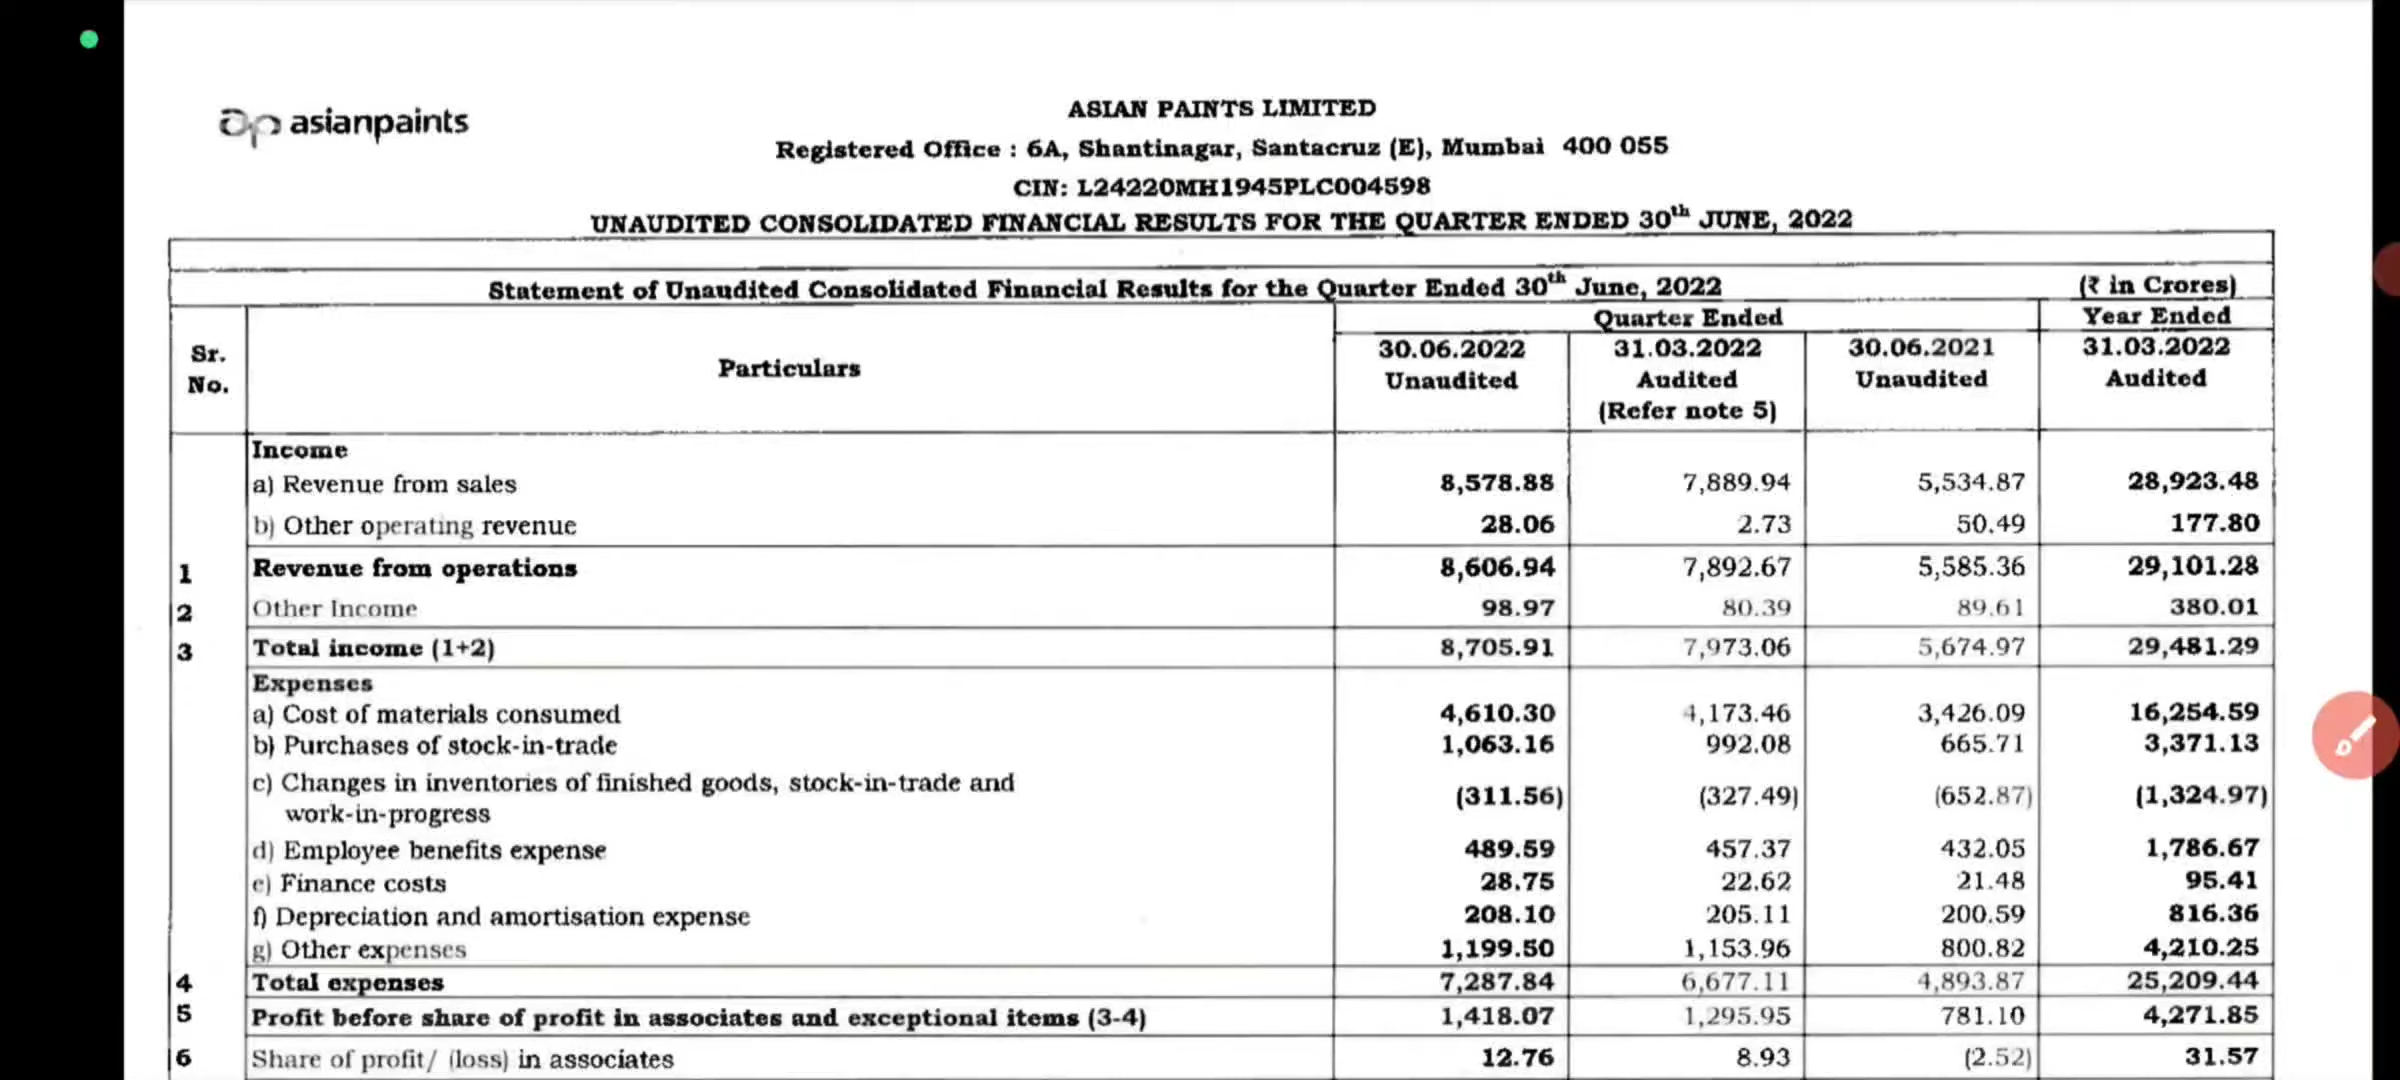 asianpaints
ASIAN PAINTS LIMITED
Registered Office : 6A, Shantinagar, Santacruz (E), Mumbai 400 055
CIN: L24220MH1945PLC004598
UNAUDITED CONSOLIDATED FINANCIAL RESULTS FOR THE QUARTER ENDED 30th JUNE, 2022
Statement of Unaudited Consolidated Financial Results for the Quarter Ended 30th June, 2022 (₹ in Crores)
Quarter Ended Year Ended
Sr. No. Particulars 30.06.2022 31.03.2022 30.06.2021 31.03.2022
Unaudited Audited Unaudited Audited
(Refer note 5)
Income
a) Revenue from sales 8,578.88 7,889.94 5,534.87 28,923.48
b) Other operating revenue 28.06 2.73 50.49 177.80
1 Revenue from operations 8,606.94 7,892.67 5,585.36 29,101.28
2 Other Income 98.97 80.39 89.61 380.01
3 Total income (1+2) 8,705.91 7,973.06 5,674.97 29,481.29
Expenses
a) Cost of materials consumed 4,610.30 4,173.46 3,426.09 16,254.59
b) Purchases of stock-in-trade 1,063.16 992.08 665.71 3,371.13
c) Changes in inventories of finished goods, stock-in-trade and
work-in-progress (311.56) (327.49) (652.87) (1,324.97)
d) Employee benefits expense 489.59 457.37 432.05 1,786.67
e) Finance costs 28.75 22.62 21.48 95.41
f) Depreciation and amortisation expense 208.10 205.11 200.59 816.36
g) Other expenses 1,199.50 1,153.96 800.82 4,210.25
4 Total expenses 7,287.84 6,677.11 4,893.87 25,209.44
5 Profit before share of profit in associates and exceptional items (3-4) 1,418.07 1,295.95 781.10 4,271.85
6 Share of profit/ (loss) in associates 12.76 8.93 (2.52) 31.57